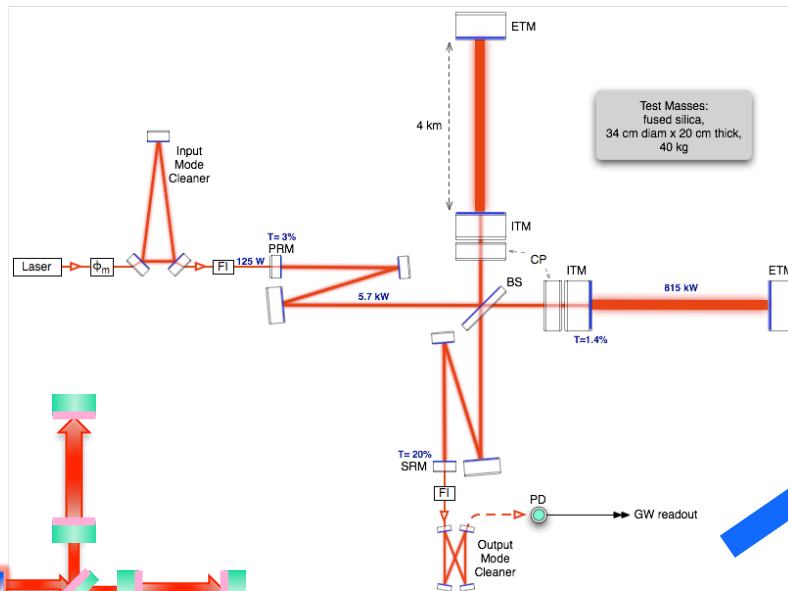 ETM
4 km
Test Masses:
fused silica,
34 cm diam x 20 cm thick,
40 kg
Input
Mode
Cleaner
ITM
T= 3%
PRM
CP
Laser
ϕm
FI
125 W
BS
ITM
ETM
5.7 kW
815 kW
T=1.4%
T= 20%
SRM
FI
PD
GW readout
Output
Mode
Cleaner